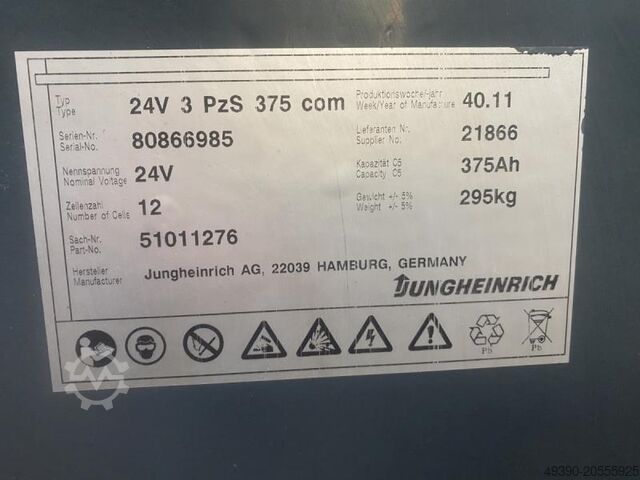 Typ
Type
24V 3 PzS 375 com
Produktionswoche/-jahr
Week/Year of Manufacture
40.11
Serien-Nr.
Serial-No.
80866985
Lieferanten Nr.
Supplier No.
21866
Nennspannung
Nominal Voltage
24V
Kapazität C5
Capacity C5
375Ah
Zellenzahl
Number of Cells
12
Gewicht +/- 5%
Weight +/- 5%
295kg
Sach-Nr.
Part-No.
51011276
Hersteller
Manufacturer
Jungheinrich AG, 22039 HAMBURG, GERMANY
JUNGHEINRICH
Pb
Pb
49390-20555925